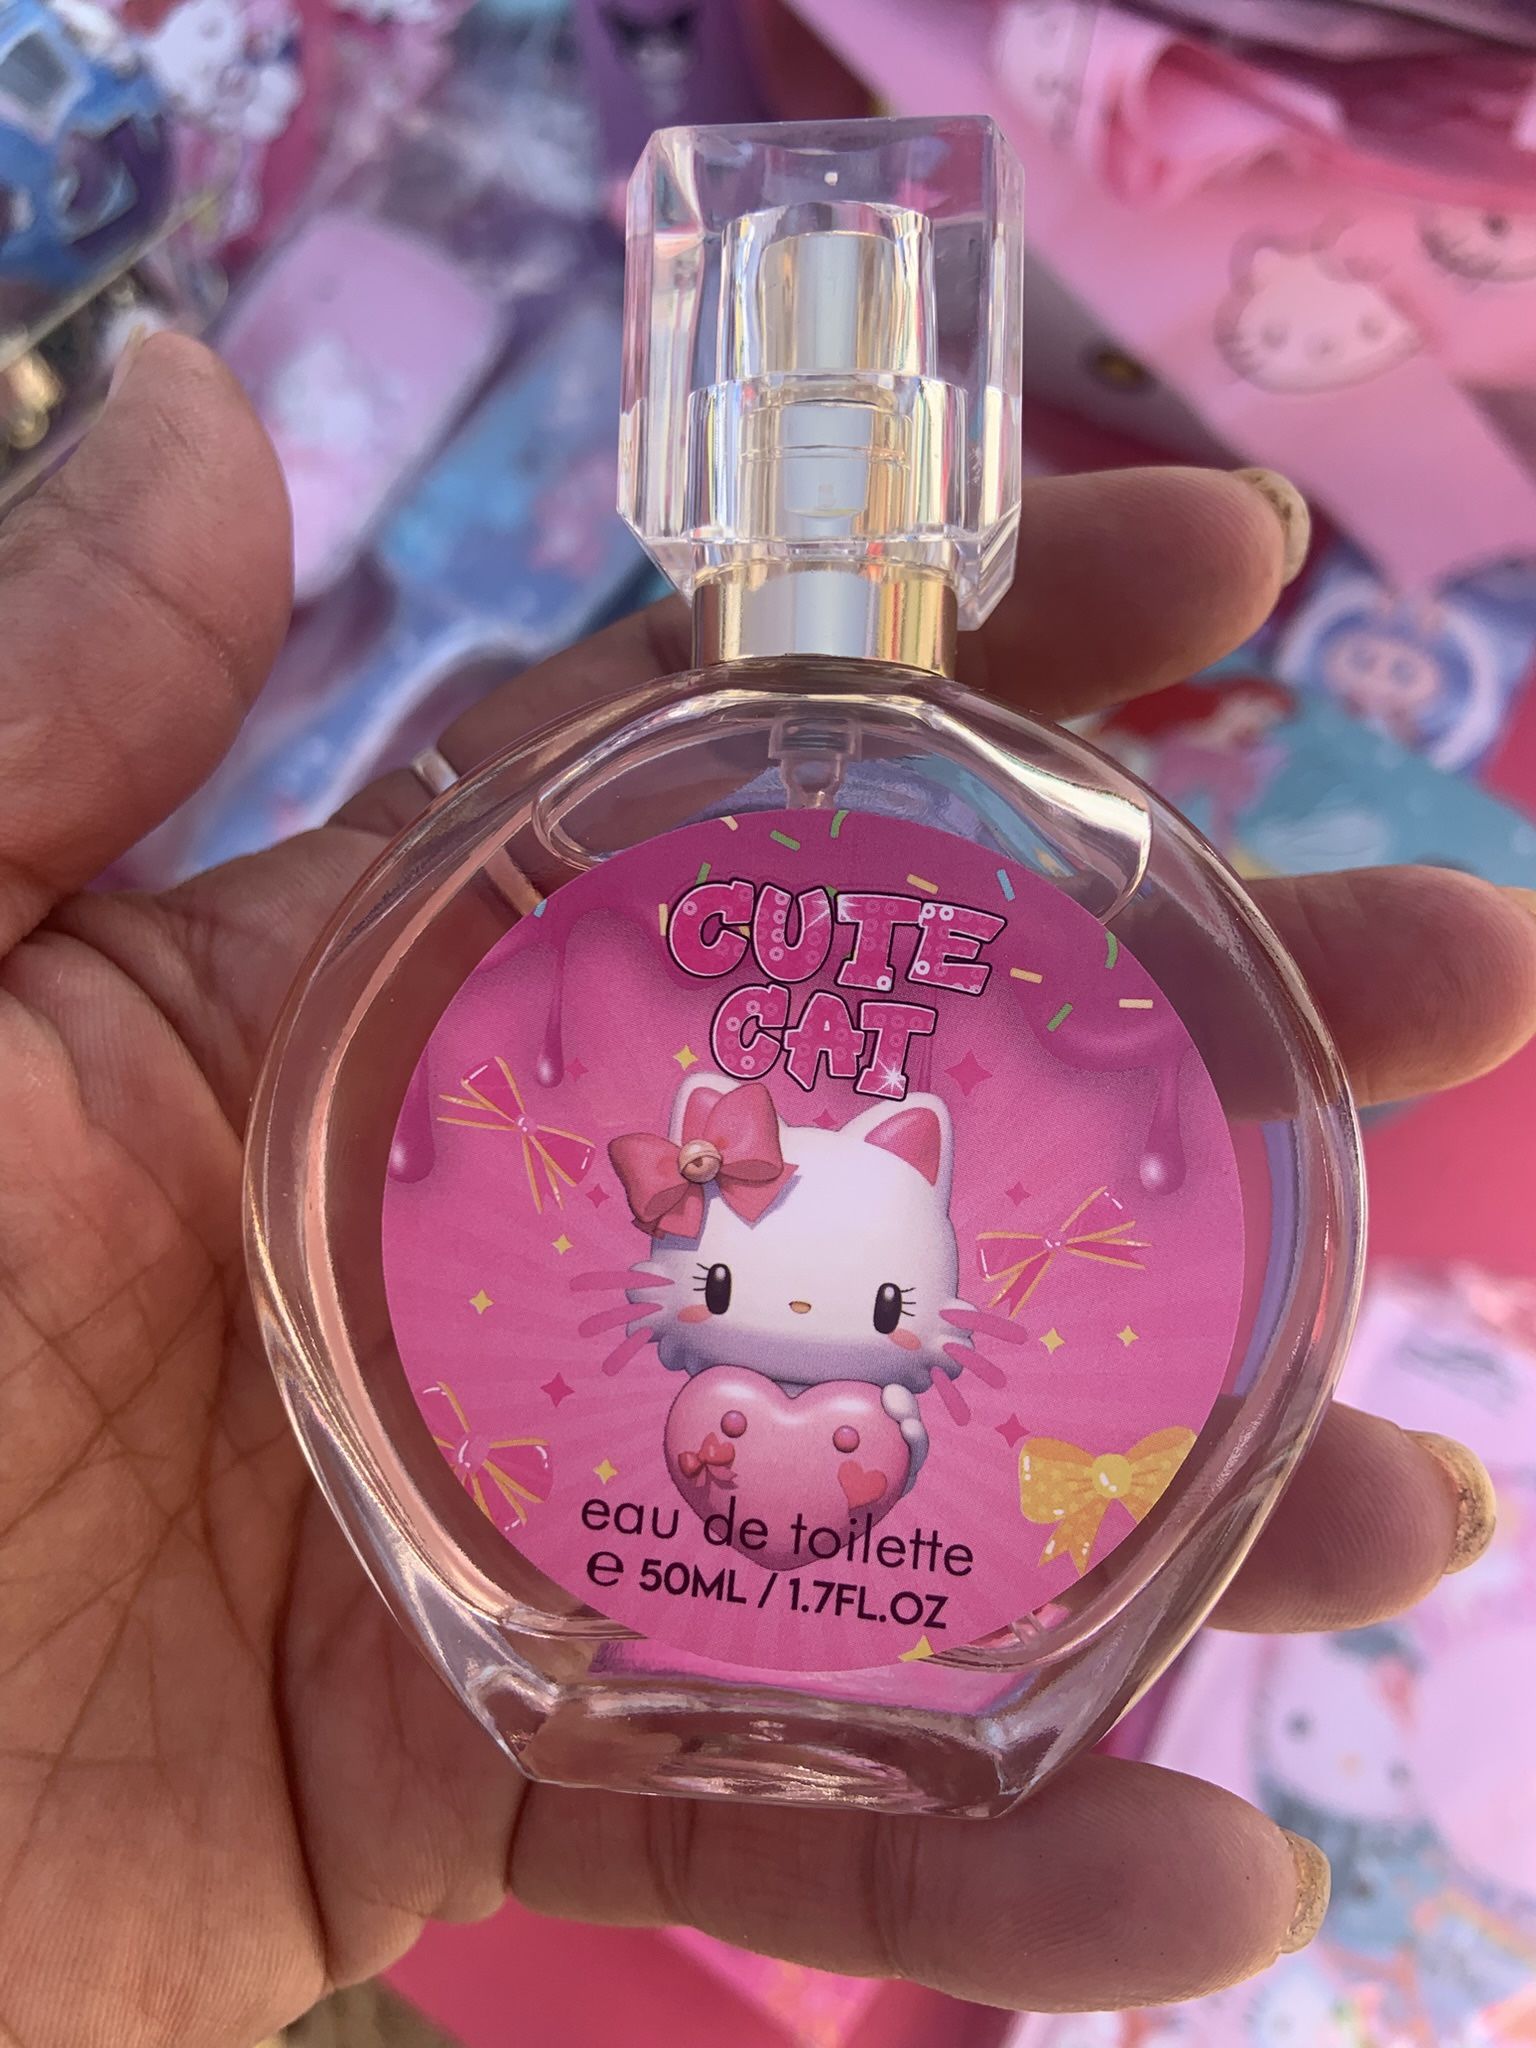 CUTE
CAT
eau de toilette
℮ 50ML / 1.7FL.OZ